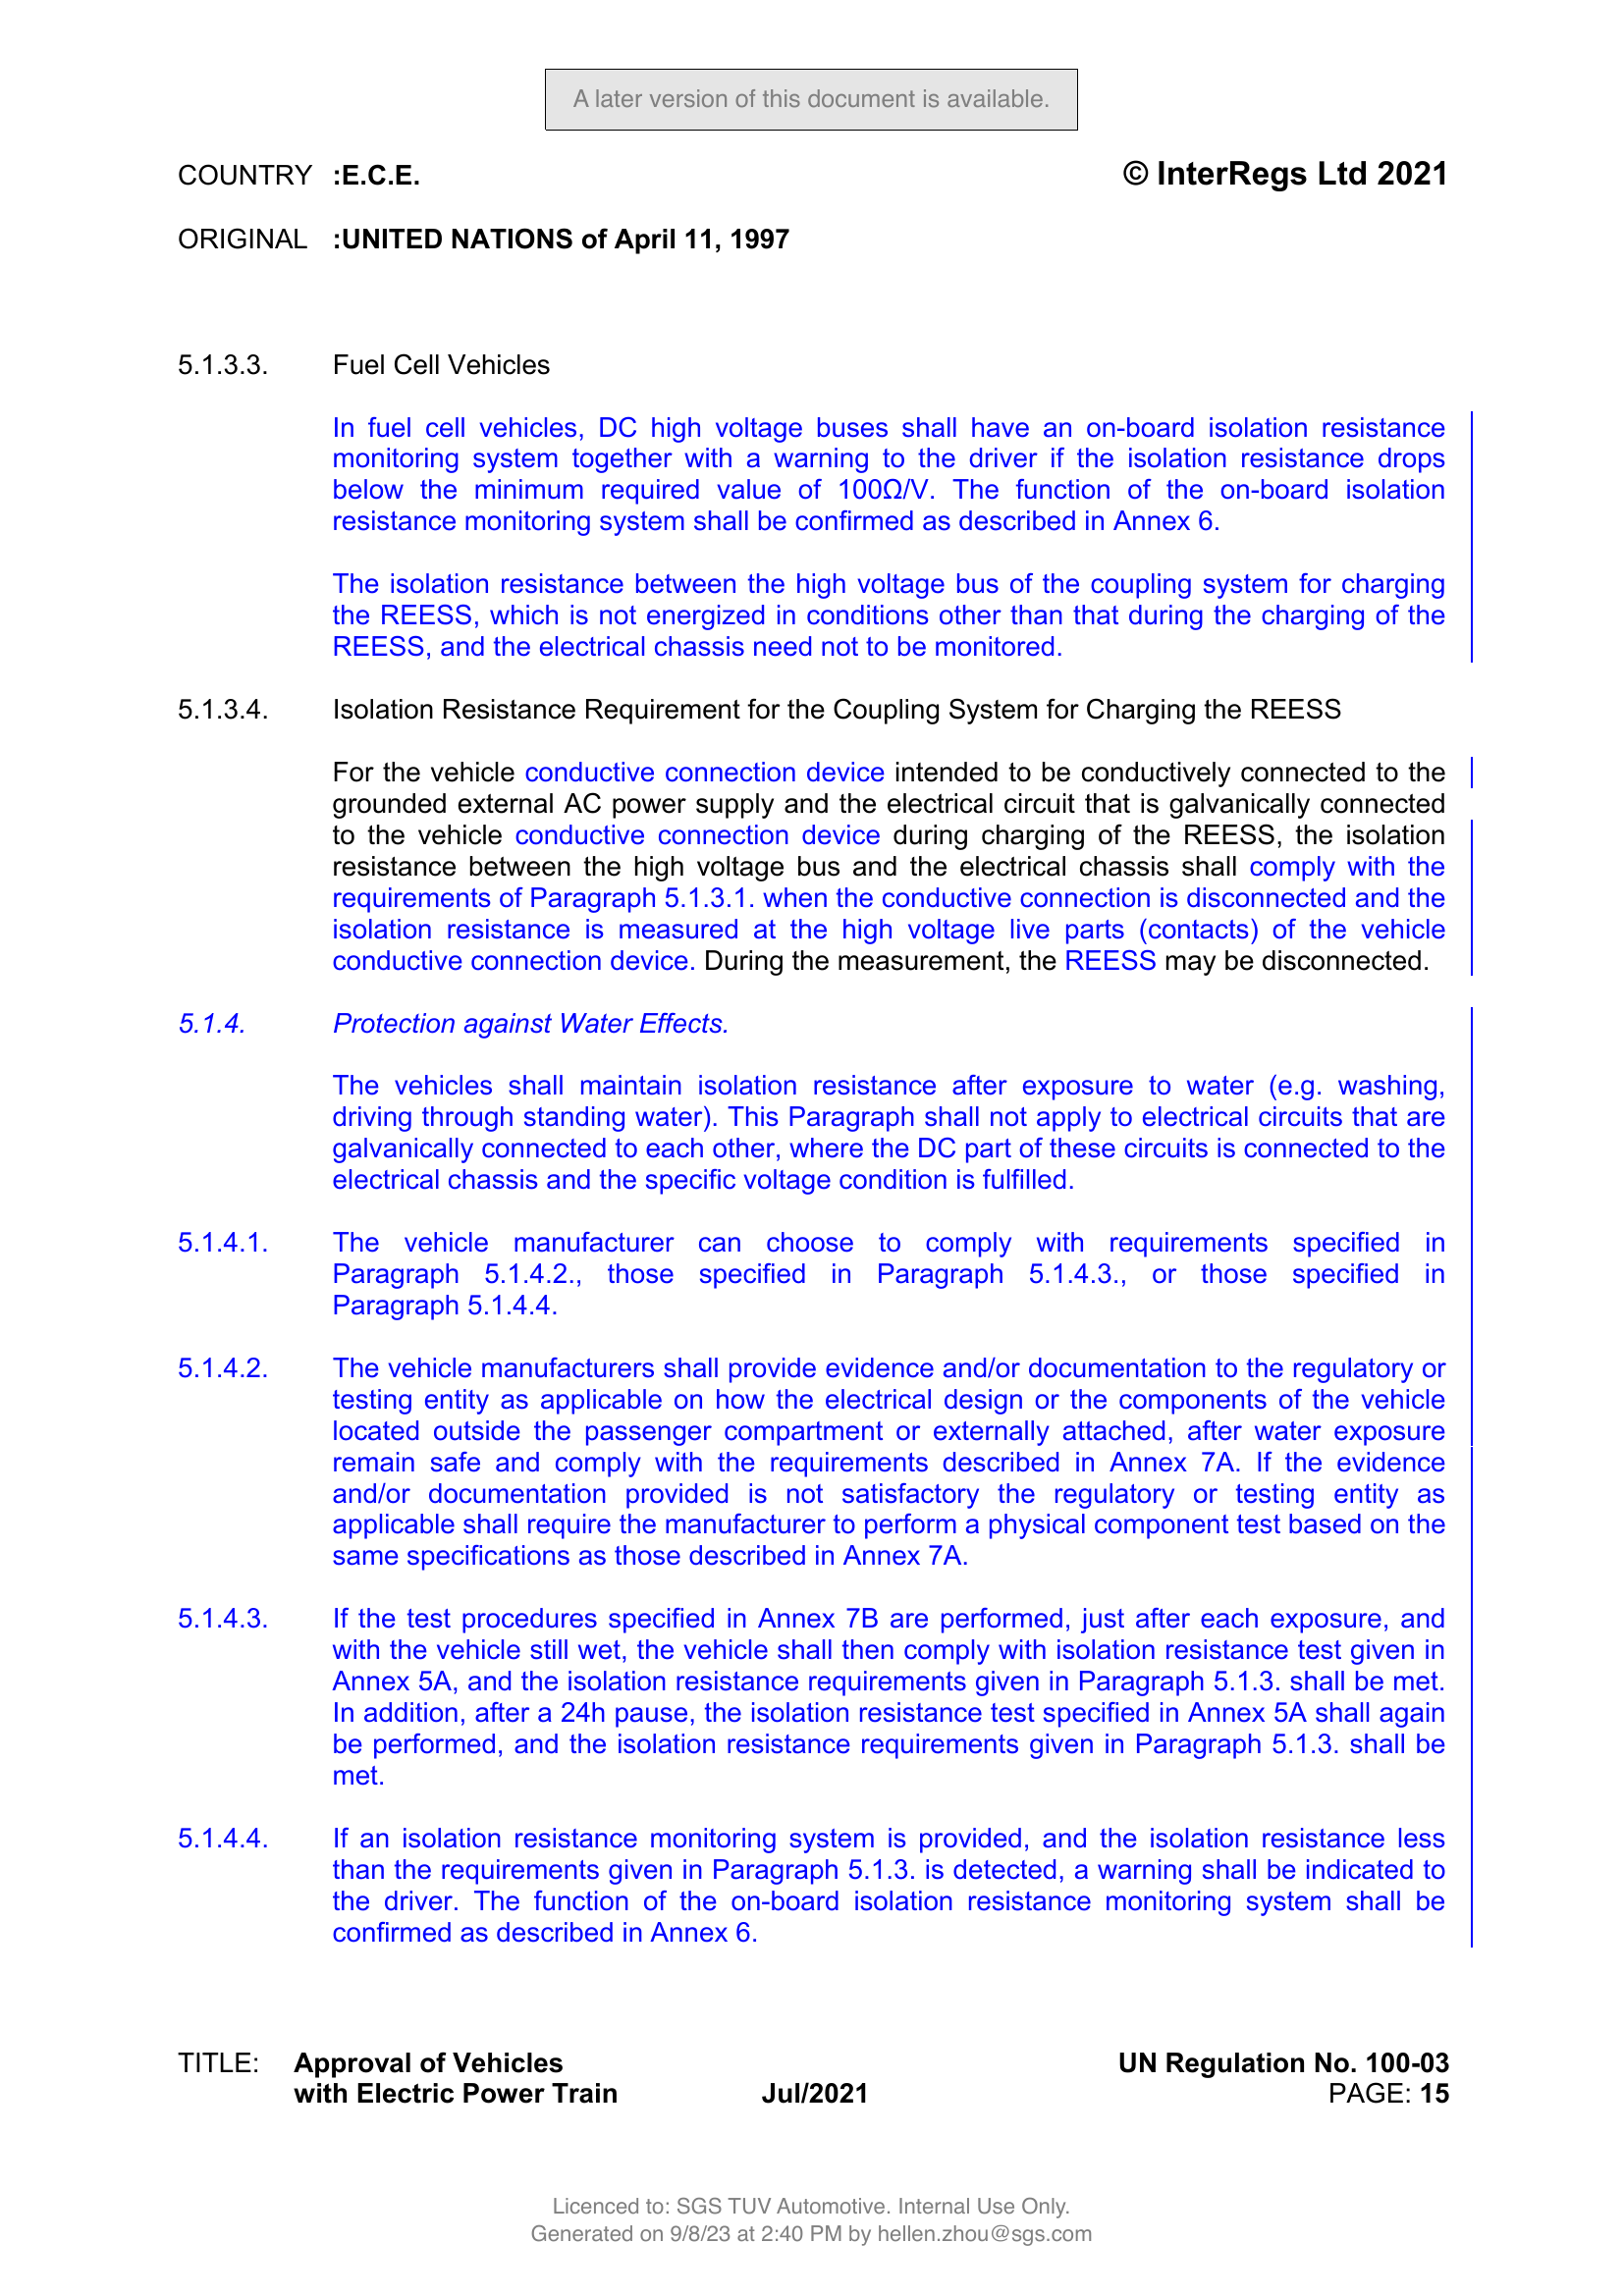 A later version of this document is available.
COUNTRY :E.C.E. © InterRegs Ltd 2021
ORIGINAL :UNITED NATIONS of April 11, 1997
5.1.3.3. Fuel Cell Vehicles
In fuel cell vehicles, DC high voltage buses shall have an on-board isolation resistance
monitoring system together with a warning to the driver if the isolation resistance drops
below the minimum required value of 100Ω/V. The function of the on-board isolation
resistance monitoring system shall be confirmed as described in Annex 6.
The isolation resistance between the high voltage bus of the coupling system for charging
the REESS, which is not energized in conditions other than that during the charging of the
REESS, and the electrical chassis need not to be monitored.
5.1.3.4. Isolation Resistance Requirement for the Coupling System for Charging the REESS
For the vehicle conductive connection device intended to be conductively connected to the
grounded external AC power supply and the electrical circuit that is galvanically connected
to the vehicle conductive connection device during charging of the REESS, the isolation
resistance between the high voltage bus and the electrical chassis shall comply with the
requirements of Paragraph 5.1.3.1. when the conductive connection is disconnected and the
isolation resistance is measured at the high voltage live parts (contacts) of the vehicle
conductive connection device. During the measurement, the REESS may be disconnected.
5.1.4. Protection against Water Effects.
The vehicles shall maintain isolation resistance after exposure to water (e.g. washing,
driving through standing water). This Paragraph shall not apply to electrical circuits that are
galvanically connected to each other, where the DC part of these circuits is connected to the
electrical chassis and the specific voltage condition is fulfilled.
5.1.4.1. The vehicle manufacturer can choose to comply with requirements specified in
Paragraph 5.1.4.2., those specified in Paragraph 5.1.4.3., or those specified in
Paragraph 5.1.4.4.
5.1.4.2. The vehicle manufacturers shall provide evidence and/or documentation to the regulatory or
testing entity as applicable on how the electrical design or the components of the vehicle
located outside the passenger compartment or externally attached, after water exposure
remain safe and comply with the requirements described in Annex 7A. If the evidence
and/or documentation provided is not satisfactory the regulatory or testing entity as
applicable shall require the manufacturer to perform a physical component test based on the
same specifications as those described in Annex 7A.
5.1.4.3. If the test procedures specified in Annex 7B are performed, just after each exposure, and
with the vehicle still wet, the vehicle shall then comply with isolation resistance test given in
Annex 5A, and the isolation resistance requirements given in Paragraph 5.1.3. shall be met.
In addition, after a 24h pause, the isolation resistance test specified in Annex 5A shall again
be performed, and the isolation resistance requirements given in Paragraph 5.1.3. shall be
met.
5.1.4.4. If an isolation resistance monitoring system is provided, and the isolation resistance less
than the requirements given in Paragraph 5.1.3. is detected, a warning shall be indicated to
the driver. The function of the on-board isolation resistance monitoring system shall be
confirmed as described in Annex 6.
TITLE: Approval of Vehicles UN Regulation No. 100-03
with Electric Power Train Jul/2021 PAGE: 15
Licenced to: SGS TUV Automotive. Internal Use Only.
Generated on 9/8/23 at 2:40 PM by hellen.zhou@sgs.com